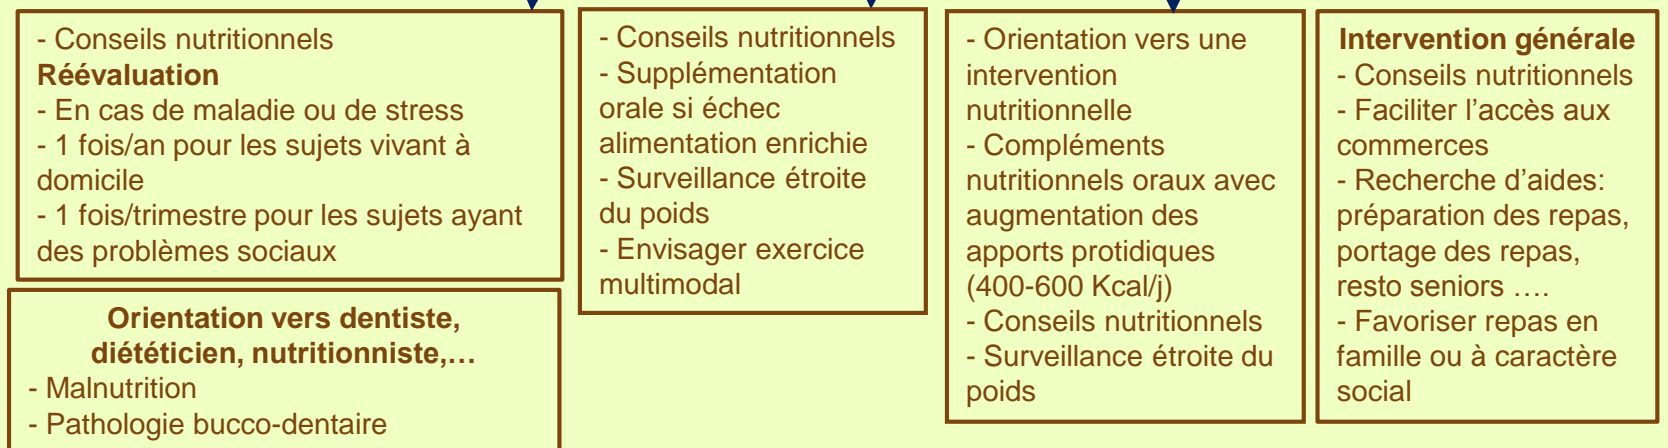 - Conseils nutritionnels
Réévaluation
- En cas de maladie ou de stress
- 1 fois/an pour les sujets vivant à
domicile
- 1 fois/trimestre pour les sujets ayant
des problèmes sociaux
Orientation vers dentiste,
diététicien, nutritionniste,…
- Malnutrition
- Pathologie bucco-dentaire
- Conseils nutritionnels
- Supplémentation
orale si échec
alimentation enrichie
- Surveillance étroite
du poids
- Envisager exercice
multimodal
- Orientation vers une
intervention
nutritionnelle
- Compléments
nutritionnels oraux avec
augmentation des
apports protidiques
(400-600 Kcal/j)
- Conseils nutritionnels
- Surveillance étroite du
poids
Intervention générale
- Conseils nutritionnels
- Faciliter l’accès aux
commerces
- Recherche d’aides:
préparation des repas,
portage des repas,
resto seniors ….
- Favoriser repas en
famille ou à caractère
social